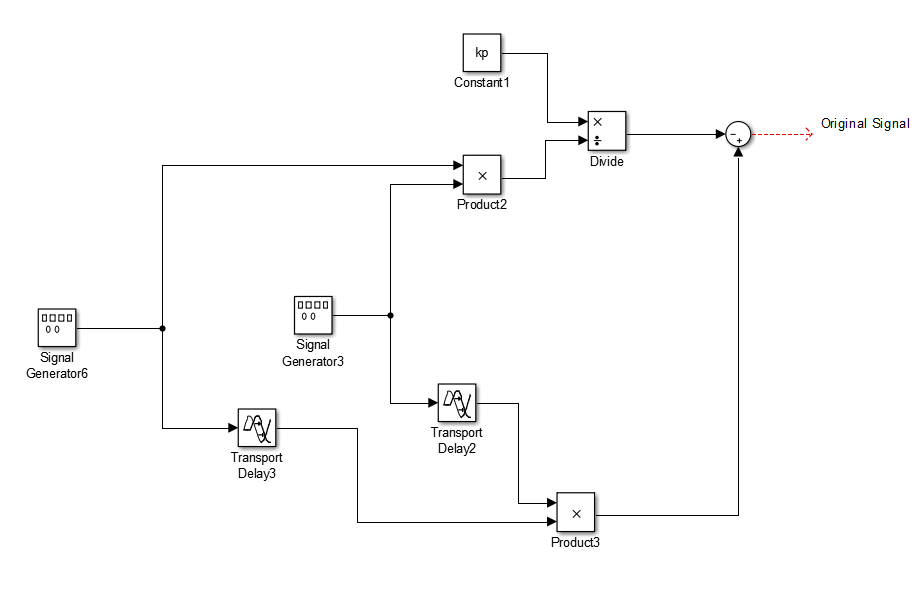 kp
Constant1
×
÷
Divide
-
+
Original Signal
×
Product2
Signal
Generator6
Signal
Generator3
Transport
Delay3
Transport
Delay2
×
Product3